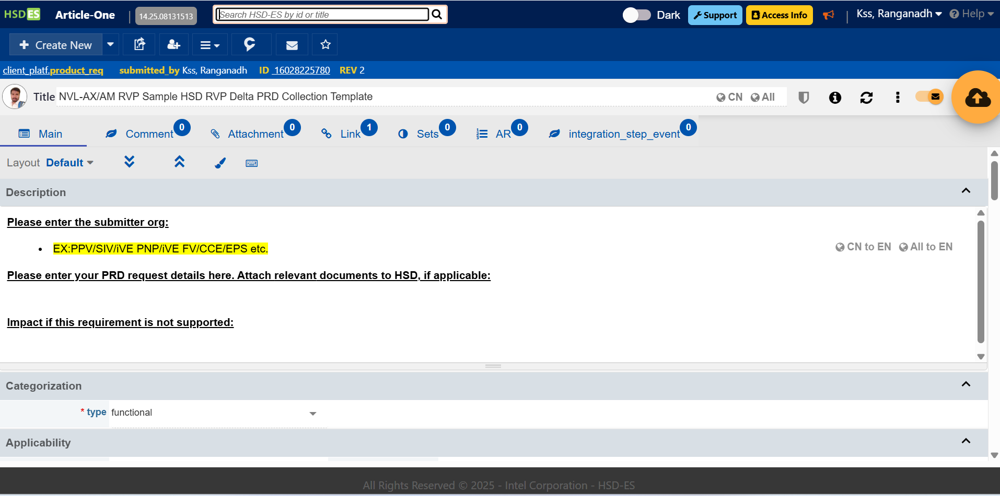 HSDES Article-One | 14.25.08131513 Search HSD-ES by id or title Dark Support Access Info | Kss, Ranganadh Help
Create New
client_platf.product_req submitted_by Kss, Ranganadh ID 16028225780 REV 2
Title NVL-AX/AM RVP Sample HSD RVP Delta PRD Collection Template CN All
Main Comment 0 Attachment 0 Link 1 Sets 0 AR 0 integration_step_event 0
Layout Default
Description
Please enter the submitter org:
• EX:PPV/SIV/iVE PNP/iVE FV/CCE/EPS etc.
CN to EN All to EN
Please enter your PRD request details here. Attach relevant documents to HSD, if applicable:
Impact if this requirement is not supported:
Categorization
* type functional
Applicability
All Rights Reserved © 2025 - Intel Corporation - HSD-ES